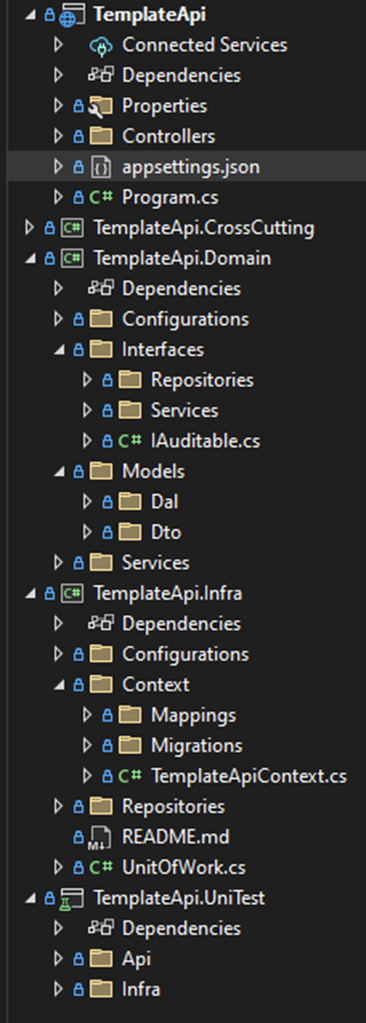 TemplateApi
Connected Services
Dependencies
Properties
Controllers
appsettings.json
C# Program.cs
C# TemplateApi.CrossCutting
C# TemplateApi.Domain
Dependencies
Configurations
Interfaces
Repositories
Services
C# IAuditable.cs
Models
Dal
Dto
Services
C# TemplateApi.Infra
Dependencies
Configurations
Context
Mappings
Migrations
C# TemplateApiContext.cs
Repositories
M↓ README.md
C# UnitOfWork.cs
TemplateApi.UniTest
Dependencies
Api
Infra